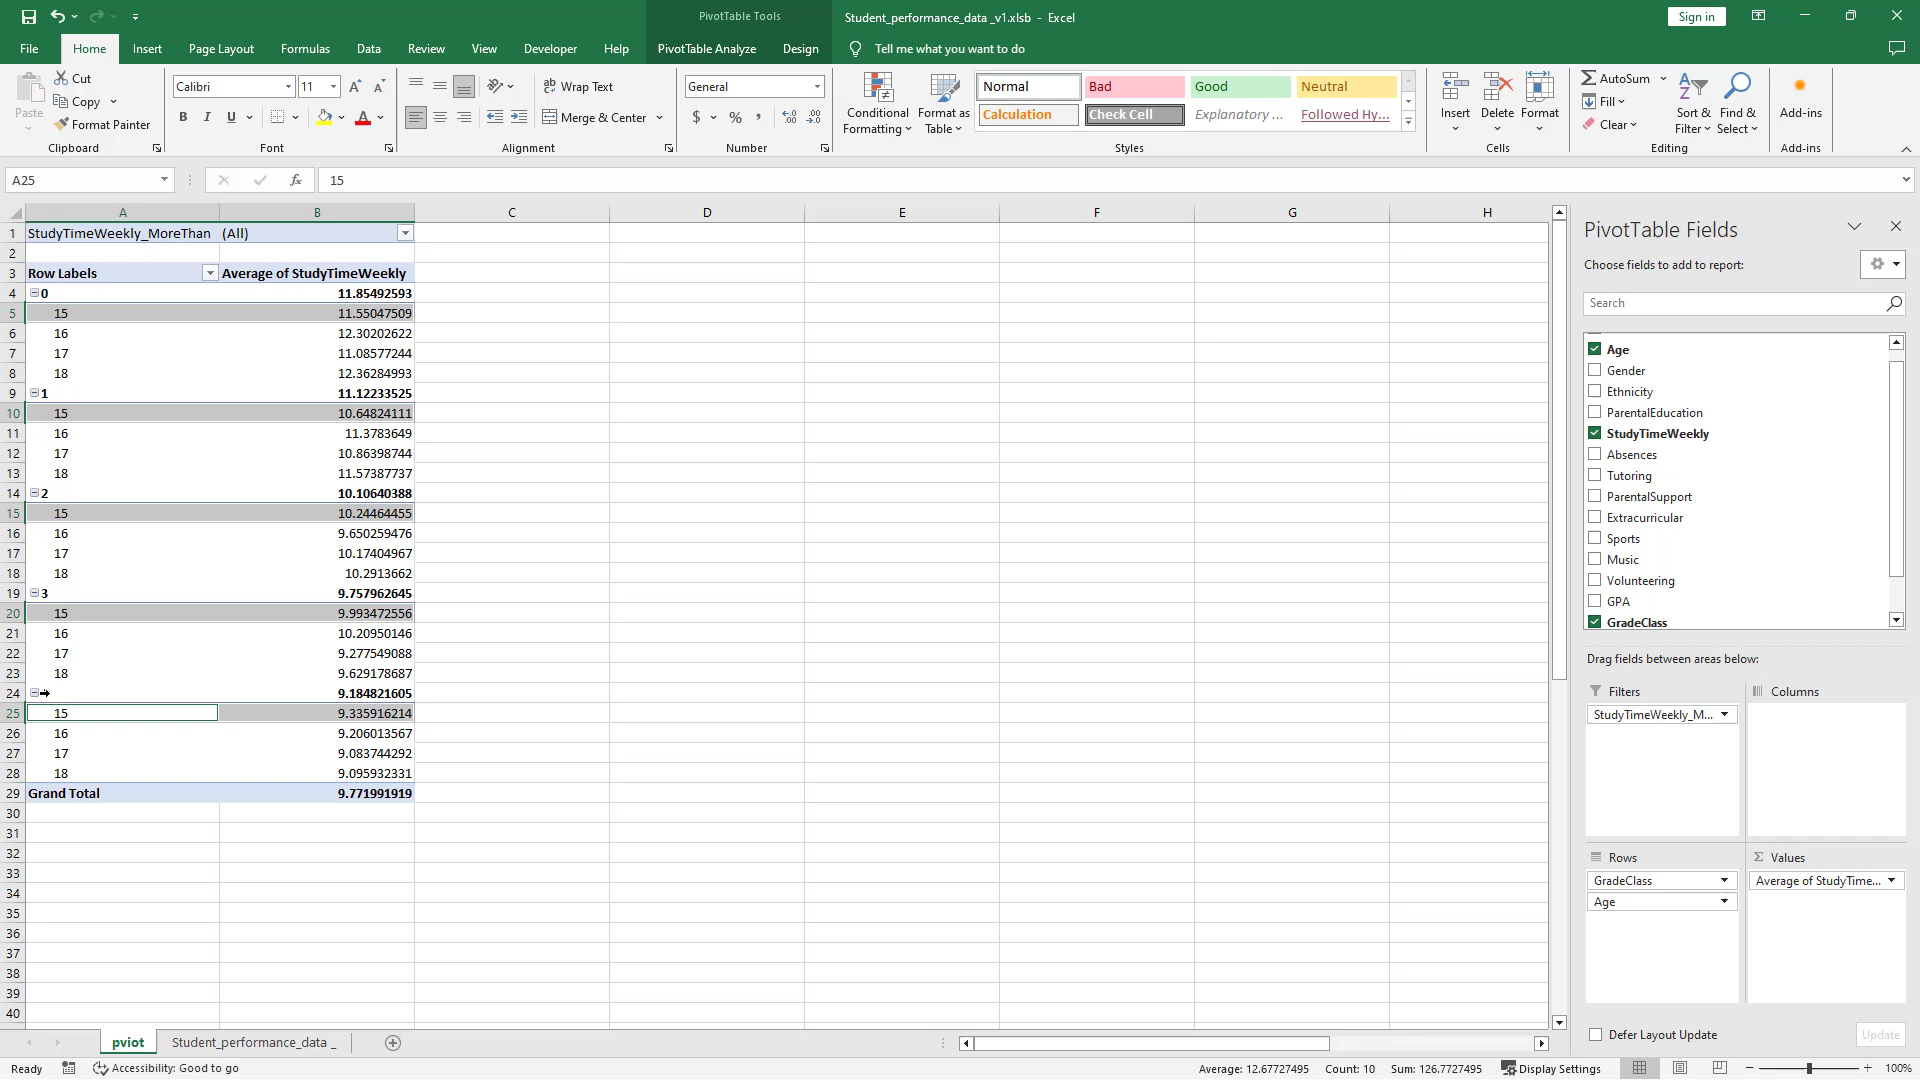 PivotTable Tools
Student_performance_data _v1.xlsb - Excel
Sign in
File Home Insert Page Layout Formulas Data Review View Developer Help PivotTable Analyze Design Tell me what you want to do
Paste
Cut
Copy
Format Painter
Clipboard
Calibri 11 A A
B I U A
Font
ab Wrap Text
Merge & Center
Alignment
General
$ % ,
Number
Conditional Formatting
Format as Table
Normal Bad Good Neutral
Calculation Check Cell Explanatory ... Followed Hy...
Styles
Insert Delete Format
Cells
AutoSum
Fill
Clear
Sort & Filter
Find & Select
Editing
Add-ins
Add-ins
A25 fx 15
A B C D E F G H
1 StudyTimeWeekly_MoreThan (All)
2
3 Row Labels Average of StudyTimeWeekly
4 0 11.85492593
5 15 11.55047509
6 16 12.30202622
7 17 11.08577244
8 18 12.36284993
9 1 11.12233525
10 15 10.64824111
11 16 11.3783649
12 17 10.86398744
13 18 11.57387737
14 2 10.10640388
15 15 10.24464455
16 16 9.650259476
17 17 10.17404967
18 18 10.2913662
19 3 9.757962645
20 15 9.993472556
21 16 10.20950146
22 17 9.277549088
23 18 9.629178687
24 9.184821605
25 15 9.335916214
26 16 9.206013567
27 17 9.083744292
28 18 9.095932331
29 Grand Total 9.771991919
30
31
32
33
34
35
36
37
38
39
40
pviot Student_performance_data _
Ready Accessibility: Good to go Average: 12.67727495 Count: 10 Sum: 126.7727495 Display Settings 100%
PivotTable Fields
Choose fields to add to report:
Search
Age
Gender
Ethnicity
ParentalEducation
StudyTimeWeekly
Absences
Tutoring
ParentalSupport
Extracurricular
Sports
Music
Volunteering
GPA
GradeClass
Drag fields between areas below:
Filters Columns
StudyTimeWeekly_M...
Rows Σ Values
GradeClass Average of StudyTime...
Age
Defer Layout Update Update